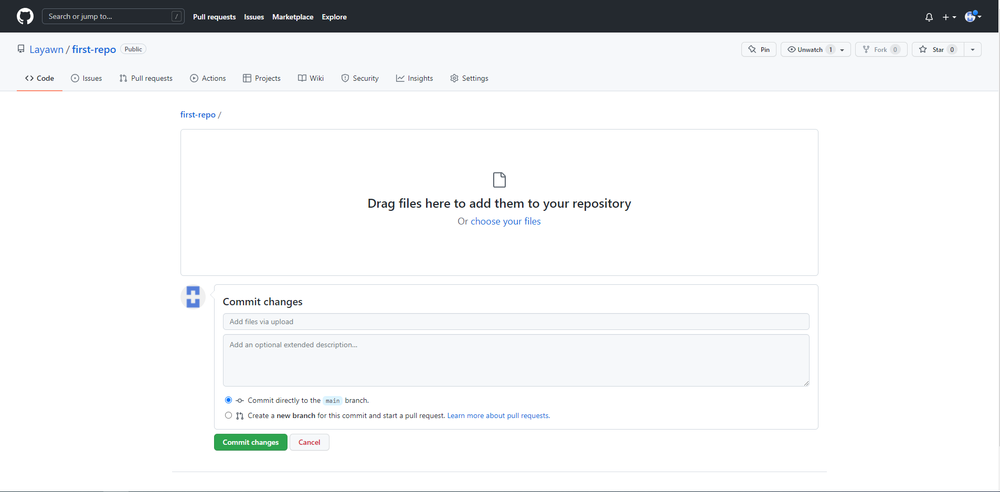 Search or jump to... /
Pull requests Issues Marketplace Explore
Layawn / first-repo Public
Pin Unwatch 1 Fork 0 Star 0
Code Issues Pull requests Actions Projects Wiki Security Insights Settings
first-repo /
Drag files here to add them to your repository
Or choose your files
Commit changes
Add files via upload
Add an optional extended description...
Commit directly to the main branch.
Create a new branch for this commit and start a pull request. Learn more about pull requests.
Commit changes Cancel